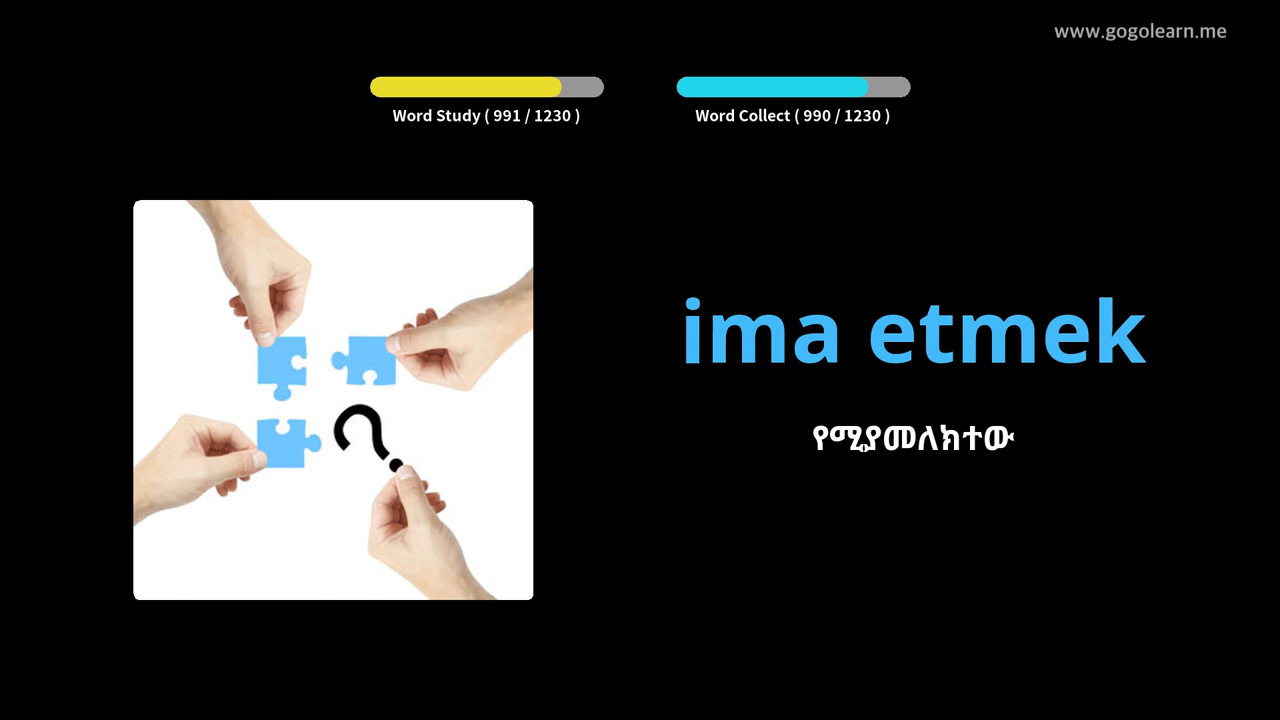 www.gogolearn.me
Word Study ( 991 / 1230 )
Word Collect ( 990 / 1230 )
ima etmek
የሚያመለክተው